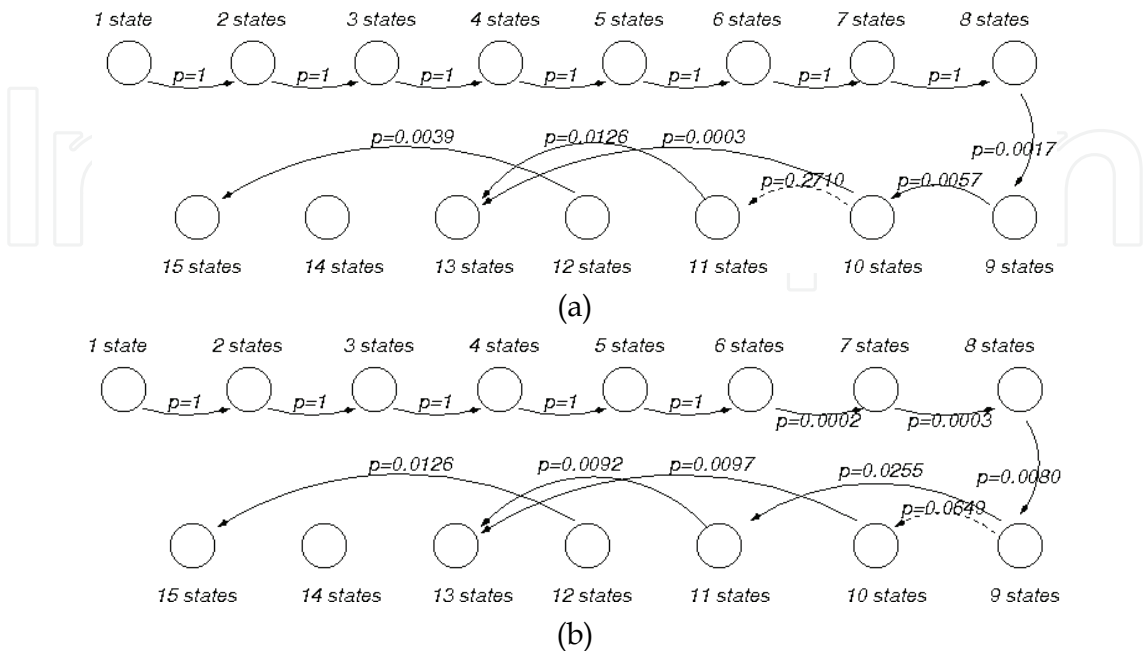 1 state 2 states 3 states 4 states 5 states 6 states 7 states 8 states
p=1 p=1 p=1 p=1 p=1 p=1 p=1
p=0.0039 p=0.0126 p=0.0003 p=0.0017
p=0.2710 p=0.0057
15 states 14 states 13 states 12 states 11 states 10 states 9 states
(a)
1 state 2 states 3 states 4 states 5 states 6 states 7 states 8 states
p=1 p=1 p=1 p=1 p=1 p=0.0002 p=0.0003
p=0.0126 p=0.0092 p=0.0097 p=0.0255 p=0.0080
p=0.0649
15 states 14 states 13 states 12 states 11 states 10 states 9 states
(b)